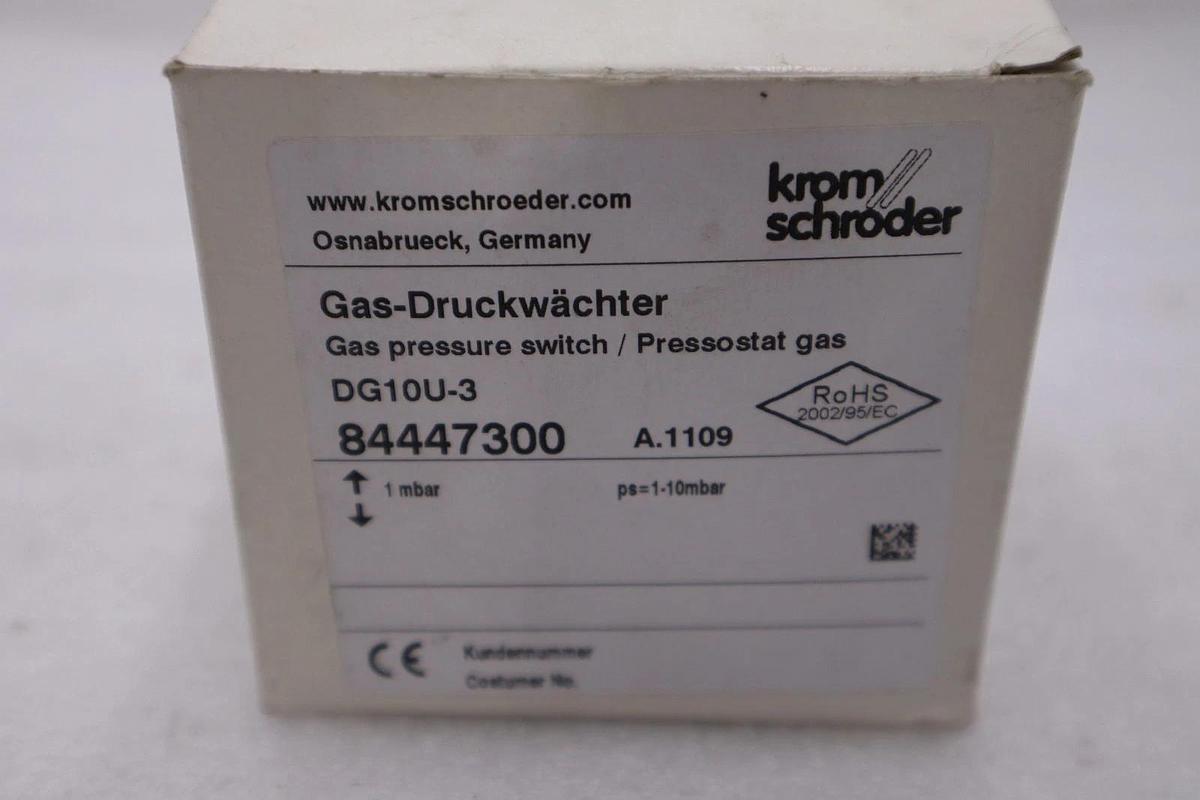 www.kromschroeder.com
Osnabrueck, Germany
krom
schröder
Gas-Druckwächter
Gas pressure switch / Pressostat gas
DG10U-3
84447300 A.1109
RoHS
2002/95/EC
↑ 1 mbar ps=1-10mbar
↓
CE Kundennummer
Costumer No.